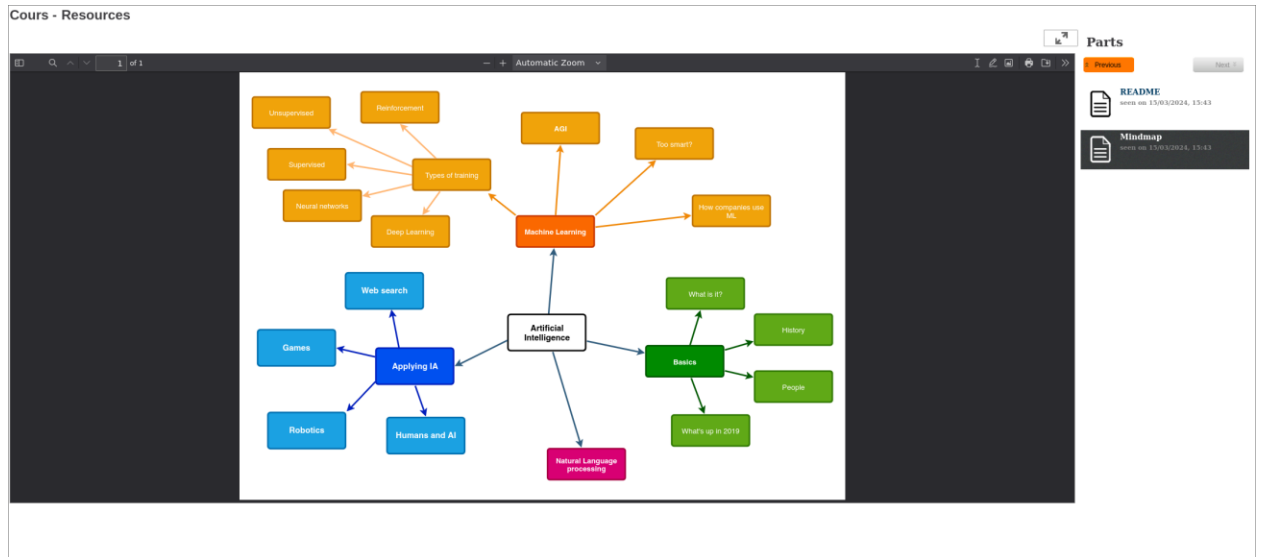 Cours - Resources
1 of 1
Automatic Zoom
Parts
Previous
Next
README
seen on 15/03/2024, 15:43
Mindmap
seen on 15/03/2024, 15:43
Unsupervised
Reinforcement
AGI
Too smart?
Supervised
Types of training
Neural networks
How companies use
ML
Deep Learning
Machine Learning
Web search
What is it?
Artificial
Intelligence
History
Games
Applying IA
Basics
People
Robotics
Humans and AI
What's up in 2019
Natural Language
processing